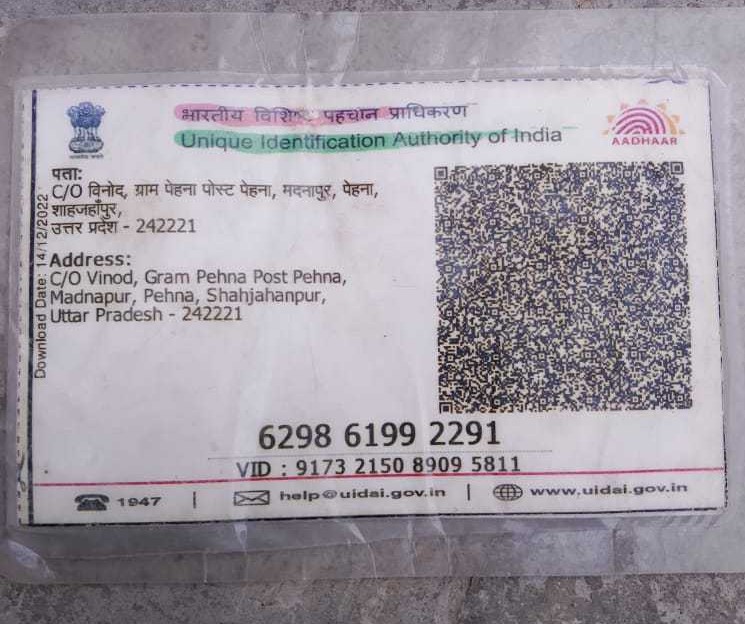 भारतीय विशिष्ट पहचान प्राधिकरण
Unique Identification Authority of India
AADHAAR
पता:
C/O विनोद, ग्राम पेहना पोस्ट पेहना, मदनापुर, पेहना,
शाहजहाँपुर,
उत्तर प्रदेश - 242221
Address:
C/O Vinod, Gram Pehna Post Pehna,
Madnapur, Pehna, Shahjahanpur,
Uttar Pradesh - 242221
Download Date: 14/12/2022
6298 6199 2291
VID : 9173 2150 8909 5811
1947 | help@uidai.gov.in | www.uidai.gov.in